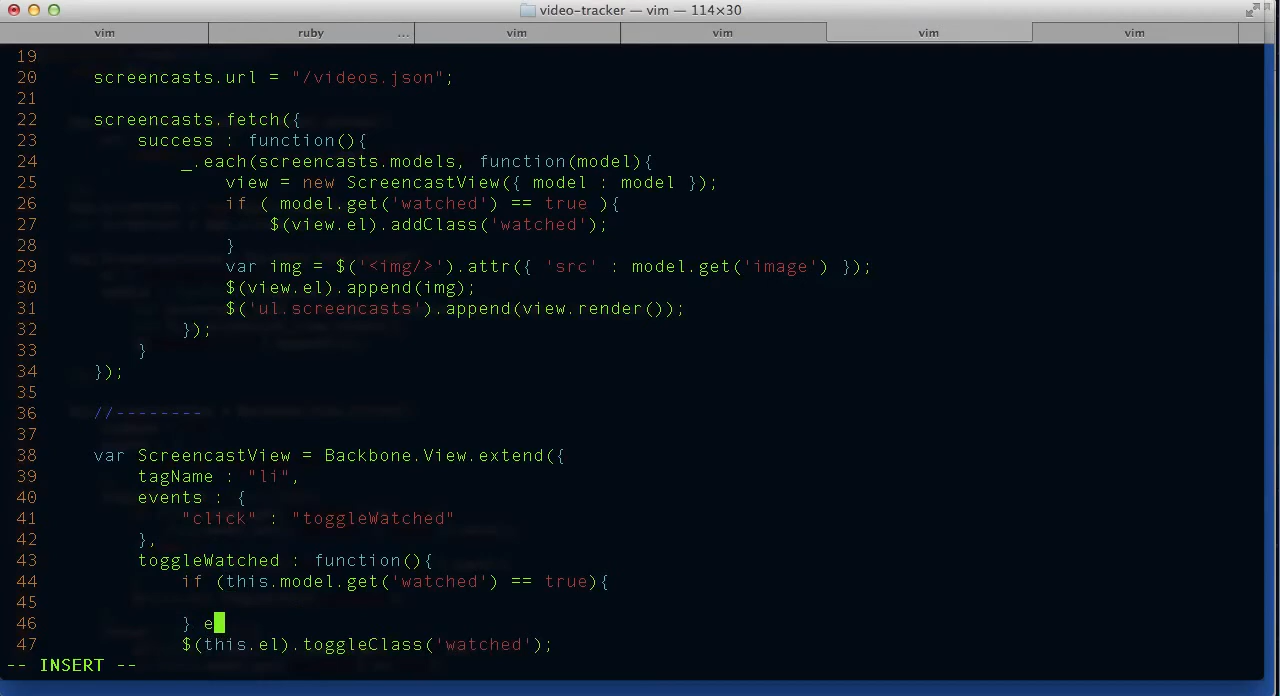 video-tracker — vim — 114×30
vim ruby ... vim vim vim vim
19
20 screencasts.url = "/videos.json";
21
22 screencasts.fetch({
23 success : function(){
24 _.each(screencasts.models, function(model){
25 view = new ScreencastView({ model : model });
26 if ( model.get('watched') == true ){
27 $(view.el).addClass('watched');
28 }
29 var img = $('<img/>').attr({ 'src' : model.get('image') });
30 $(view.el).append(img);
31 $('ul.screencasts').append(view.render());
32 });
33 }
34 });
35
36 //--------
37
38 var ScreencastView = Backbone.View.extend({
39 tagName : "li",
40 events : {
41 "click" : "toggleWatched"
42 },
43 toggleWatched : function(){
44 if (this.model.get('watched') == true){
45
46 } e
47 $(this.el).toggleClass('watched');
-- INSERT --